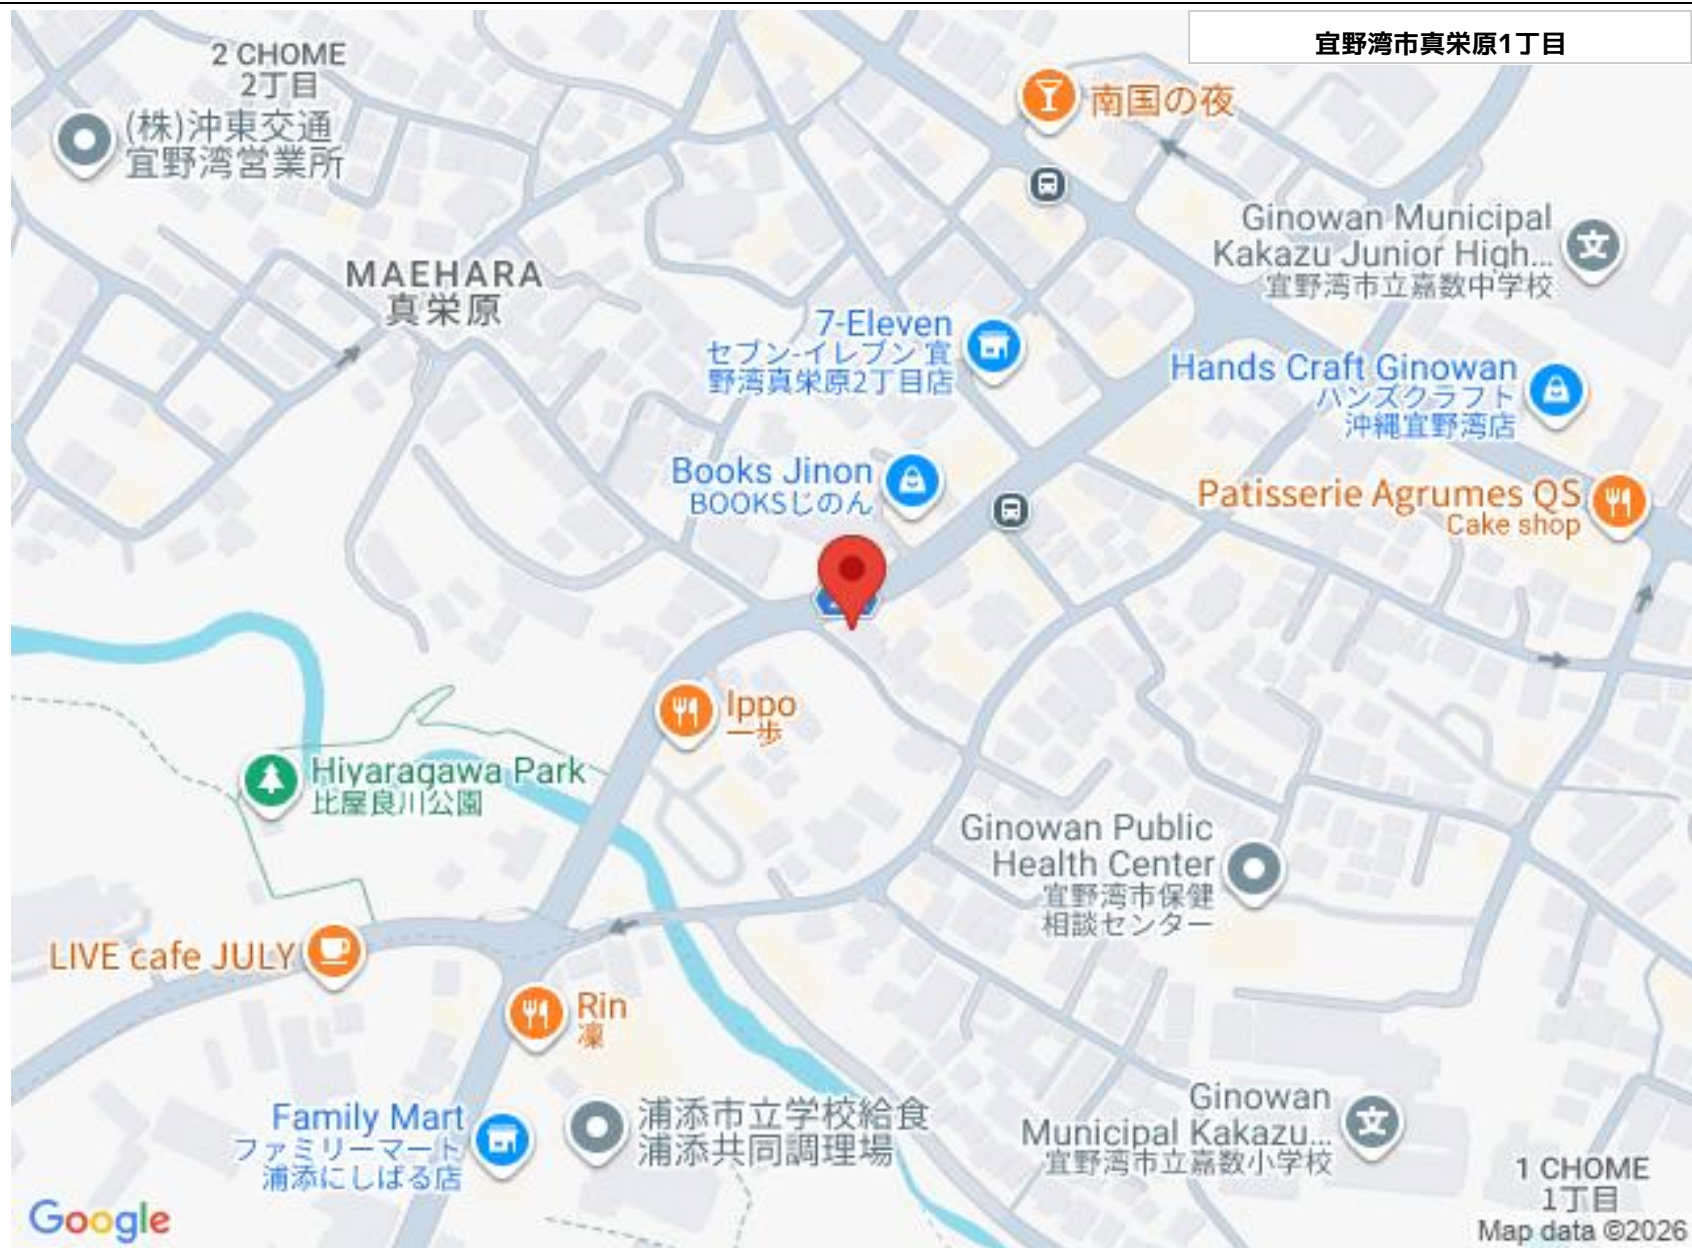 宜野湾市真栄原1丁目
2 CHOME
2丁目
(株)沖東交通
宜野湾営業所
南国の夜
Ginowan Municipal
Kakazu Junior High...
宜野湾市立嘉数中学校
MAEHARA
真栄原
7-Eleven
セブン-イレブン 宜
野湾真栄原2丁目店
Hands Craft Ginowan
ハンズクラフト
沖縄宜野湾店
Books Jinon
BOOKSじのん
Patisserie Agrumes QS
Cake shop
Ippo
一歩
Hiyaragawa Park
比屋良川公園
Ginowan Public
Health Center
宜野湾市保健
相談センター
LIVE cafe JULY
Rin
凜
Family Mart
ファミリーマート
浦添にしばる店
浦添市立学校給食
浦添共同調理場
Ginowan
Municipal Kakazu...
宜野湾市立嘉数小学校
1 CHOME
1丁目
Google
Map data ©2026